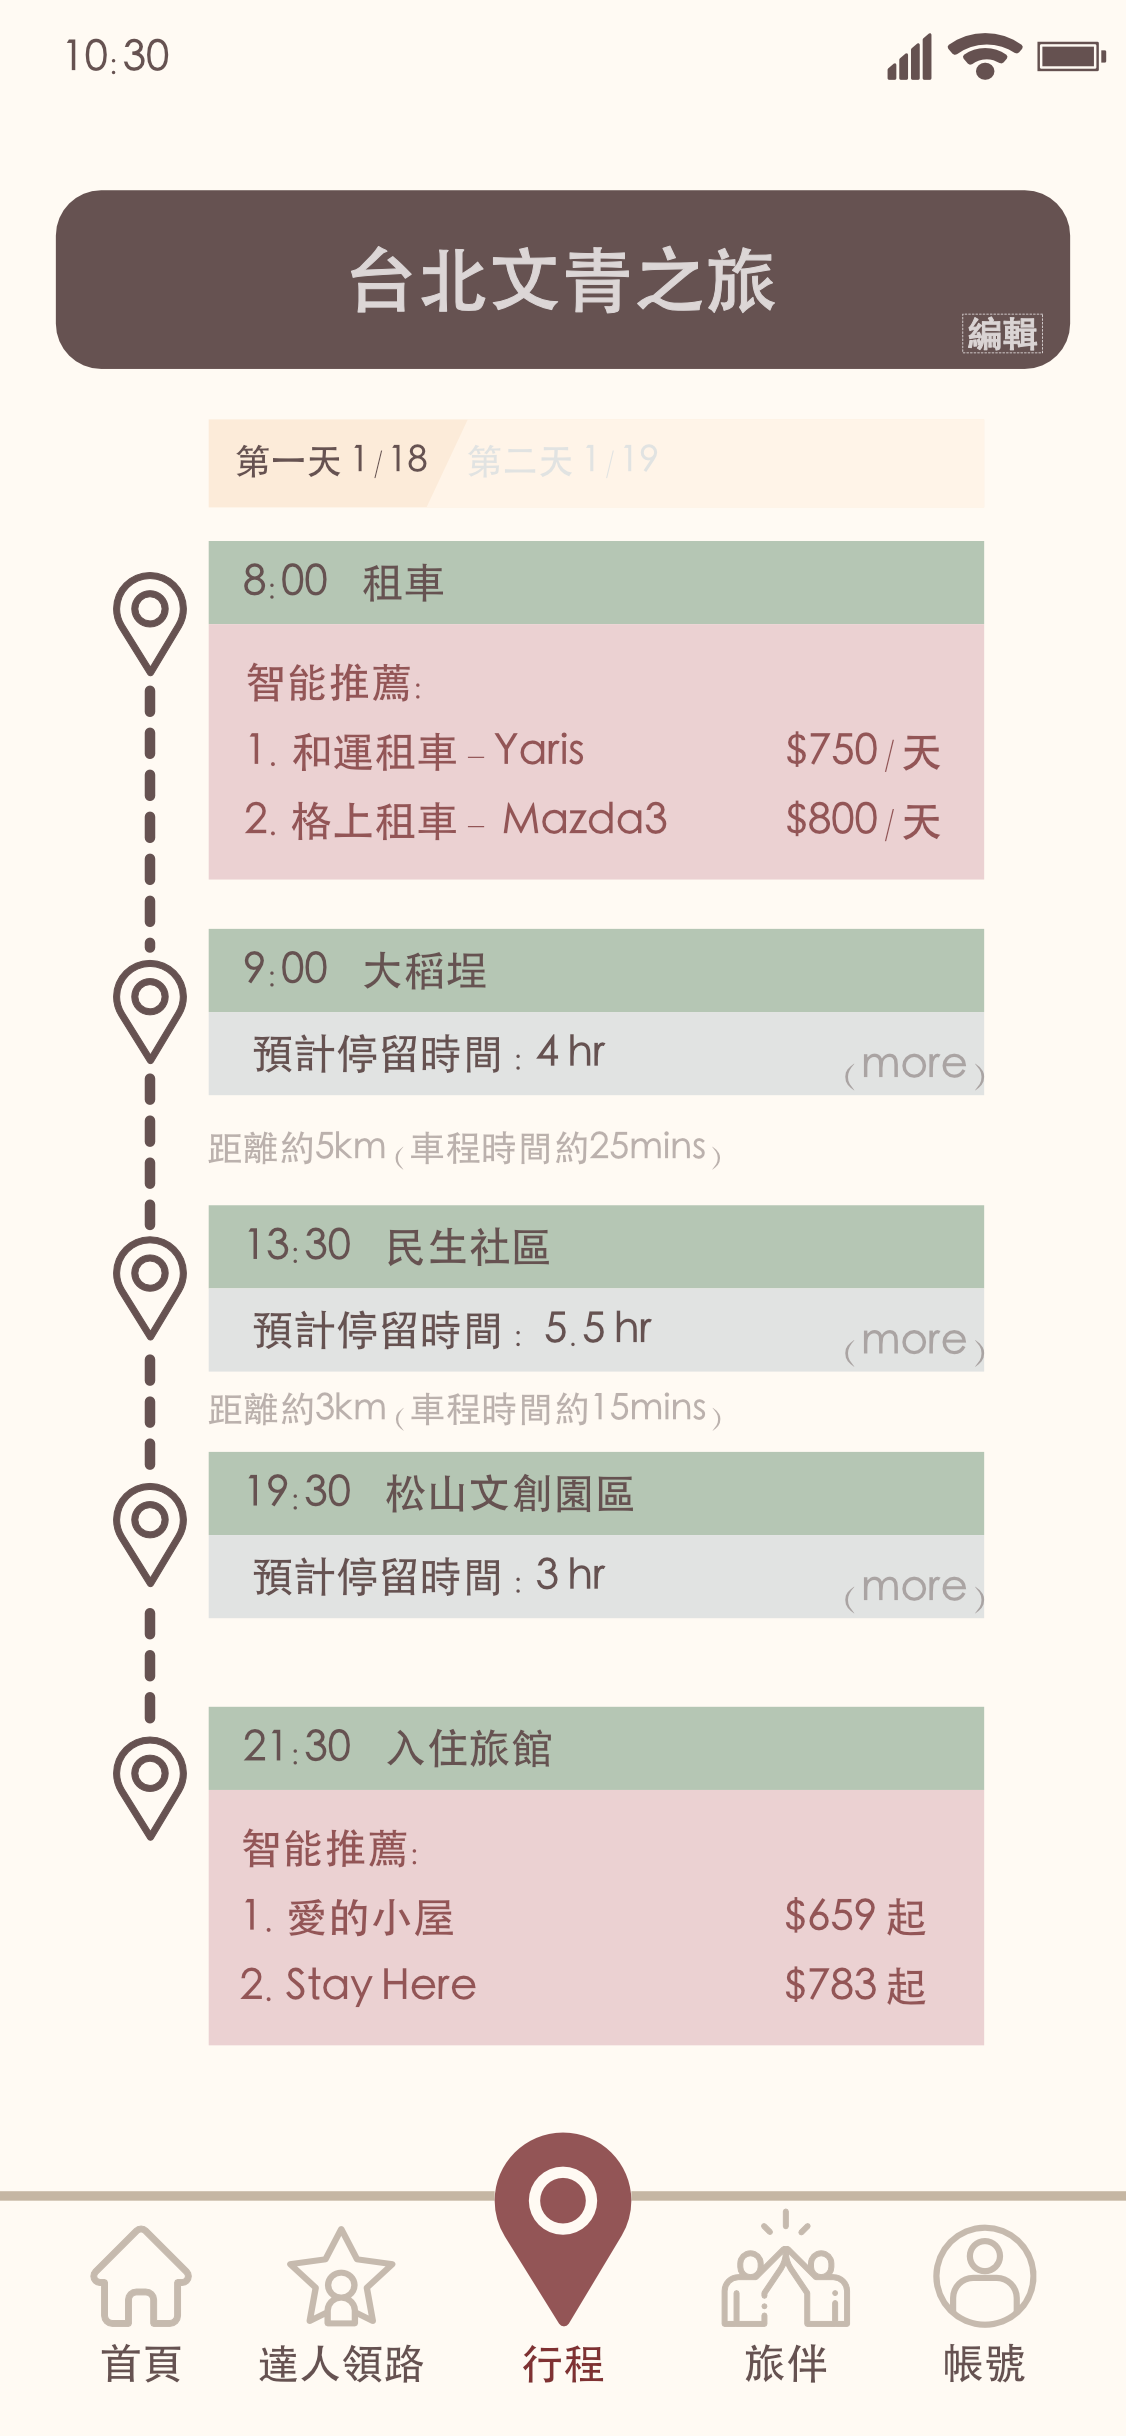 10:30
台北文青之旅
編輯
第一天 1/18 第二天 1/19
8:00 租車
智能推薦:
1. 和運租車 – Yaris $750/天
2. 格上租車 – Mazda3 $800/天
9:00 大稻埕
預計停留時間 : 4 hr (more)
距離約5km (車程時間約25mins)
13:30 民生社區
預計停留時間 : 5.5 hr (more)
距離約3km (車程時間約15mins)
19:30 松山文創園區
預計停留時間 : 3 hr (more)
21:30 入住旅館
智能推薦:
1. 愛的小屋 $659 起
2. Stay Here $783 起
首頁 達人領路 行程 旅伴 帳號